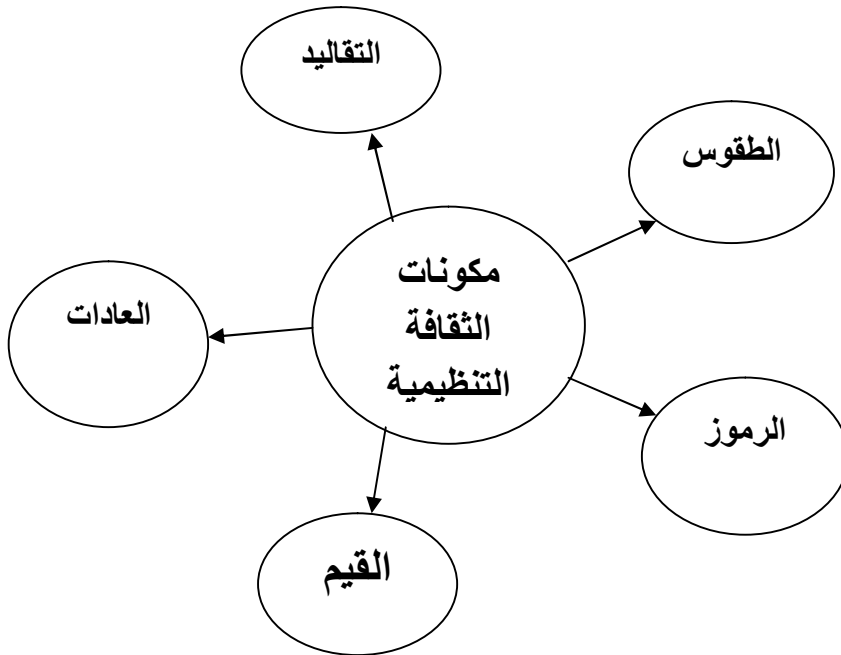 التقاليد
الطقوس
مكونات
الثقافة
التنظيمية
العادات
الرموز
القيم